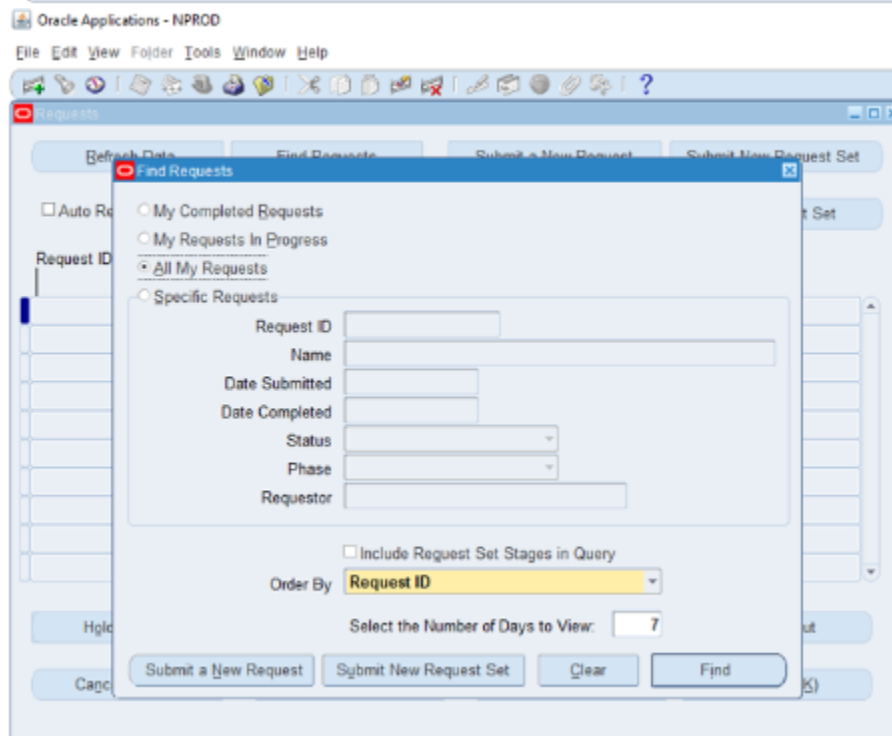 Oracle Applications - NPROD
File Edit View Folder Tools Window Help
Requests
Refresh Data Find Requests Submit a New Request Submit New Request Set
Find Requests
Auto Re
t Set
My Completed Requests
My Requests In Progress
Request ID
All My Requests
Specific Requests
Request ID
Name
Date Submitted
Date Completed
Status
Phase
Requestor
Include Request Set Stages in Query
Order By Request ID
Hold
Select the Number of Days to View: 7
ut
Submit a New Request Submit New Request Set Clear Find
Canc
K)